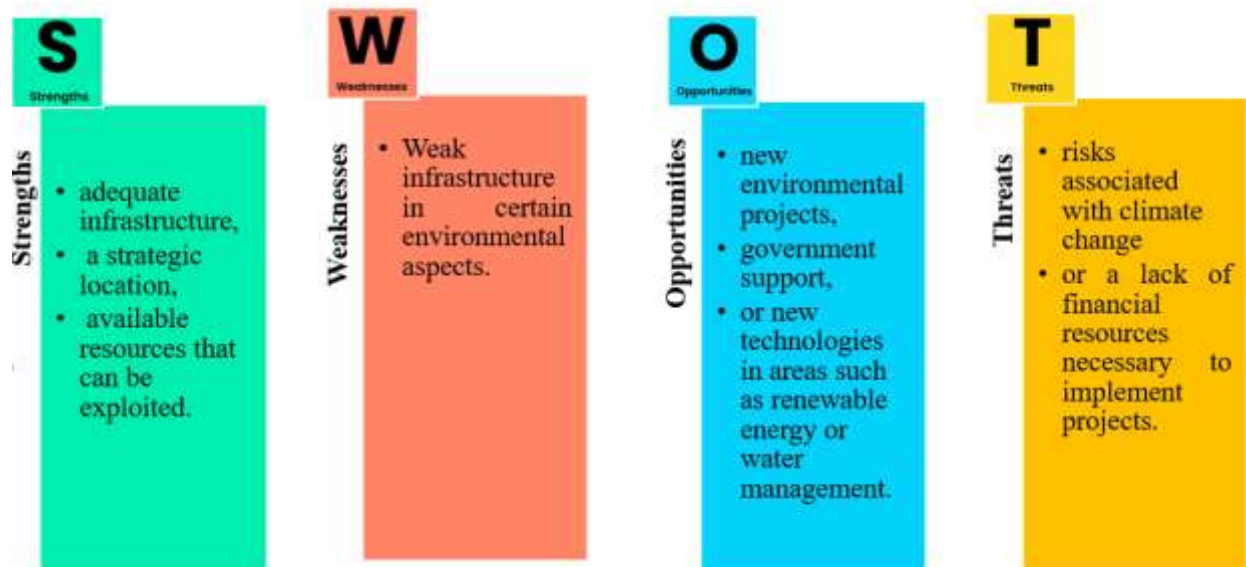 S
Strengths
Strengths
• adequate
infrastructure,
• a strategic
location,
• available
resources that
can be
exploited.
W
Weaknesses
Weaknesses
• Weak
infrastructure
in certain
environmental
aspects.
O
Opportunities
Opportunities
• new
environmental
projects,
• government
support,
• or new
technologies
in areas such
as renewable
energy or
water
management.
T
Threats
Threats
• risks
associated
with climate
change
• or a lack of
financial
resources
necessary to
implement
projects.